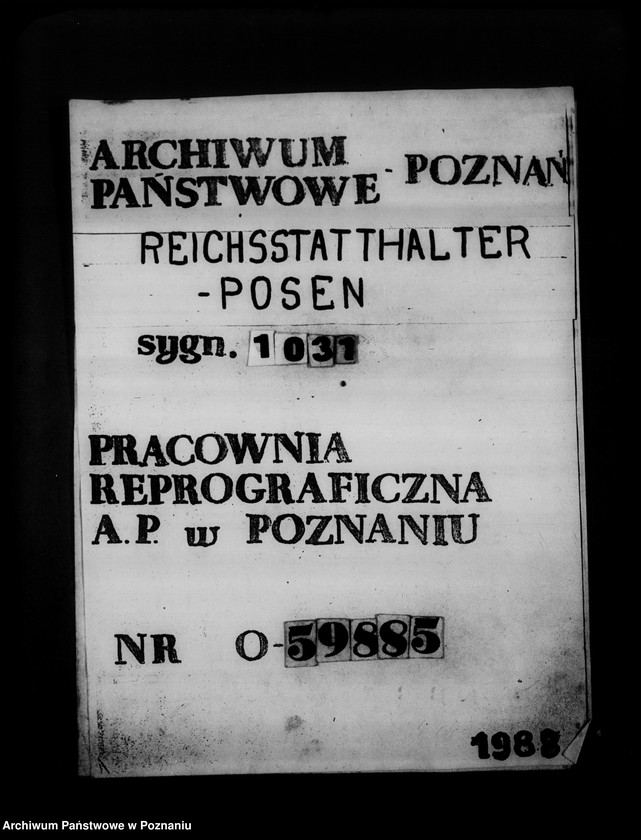 ARCHIWUM
PAŃSTWOWE - POZNAŃ
REICHSSTATTHALTER
-POSEN
sygn. 1031
PRACOWNIA
REPROGRAFICZNA
A.P. w POZNANIU
NR O-59885
1988
Archiwum Państwowe w Poznaniu